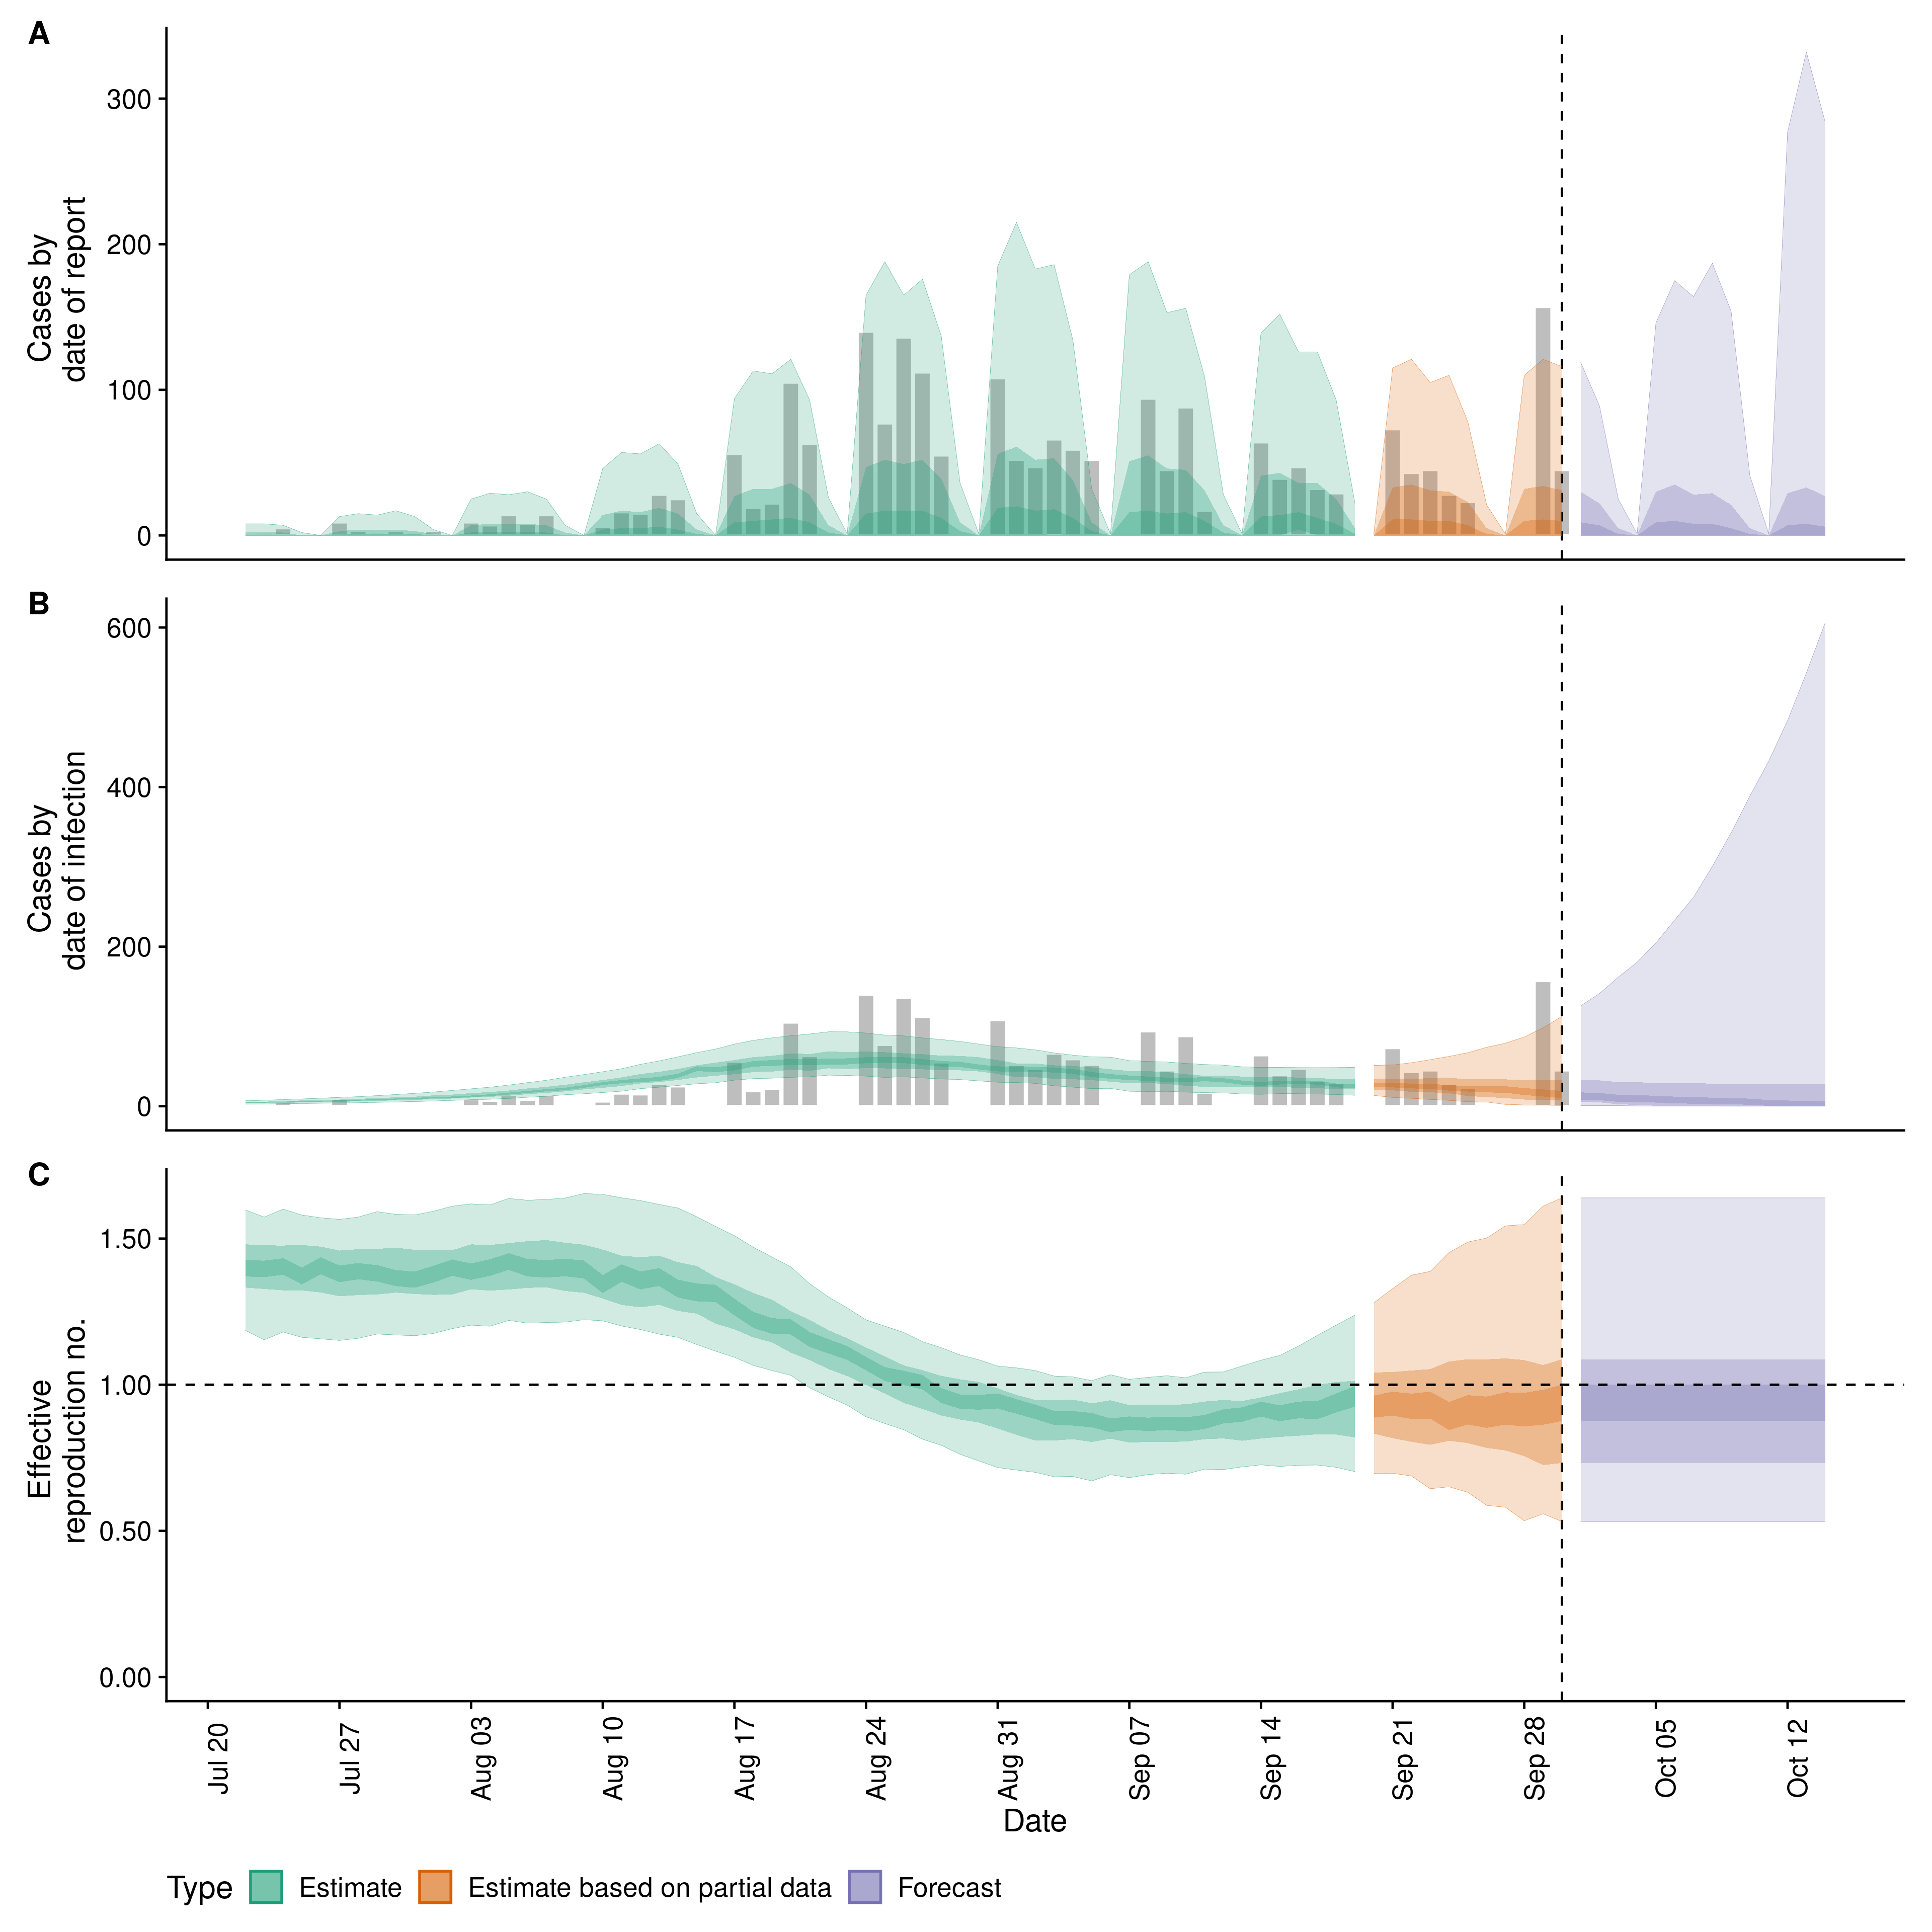 A
Cases by
date of report
300
200
100
0
B
Cases by
date of infection
600
400
200
0
C
Effective
reproduction no.
1.50
1.00
0.50
0.00
Jul 20
Jul 27
Aug 03
Aug 10
Aug 17
Aug 24
Aug 31
Sep 07
Sep 14
Sep 21
Sep 28
Oct 05
Oct 12
Date
Type Estimate Estimate based on partial data Forecast